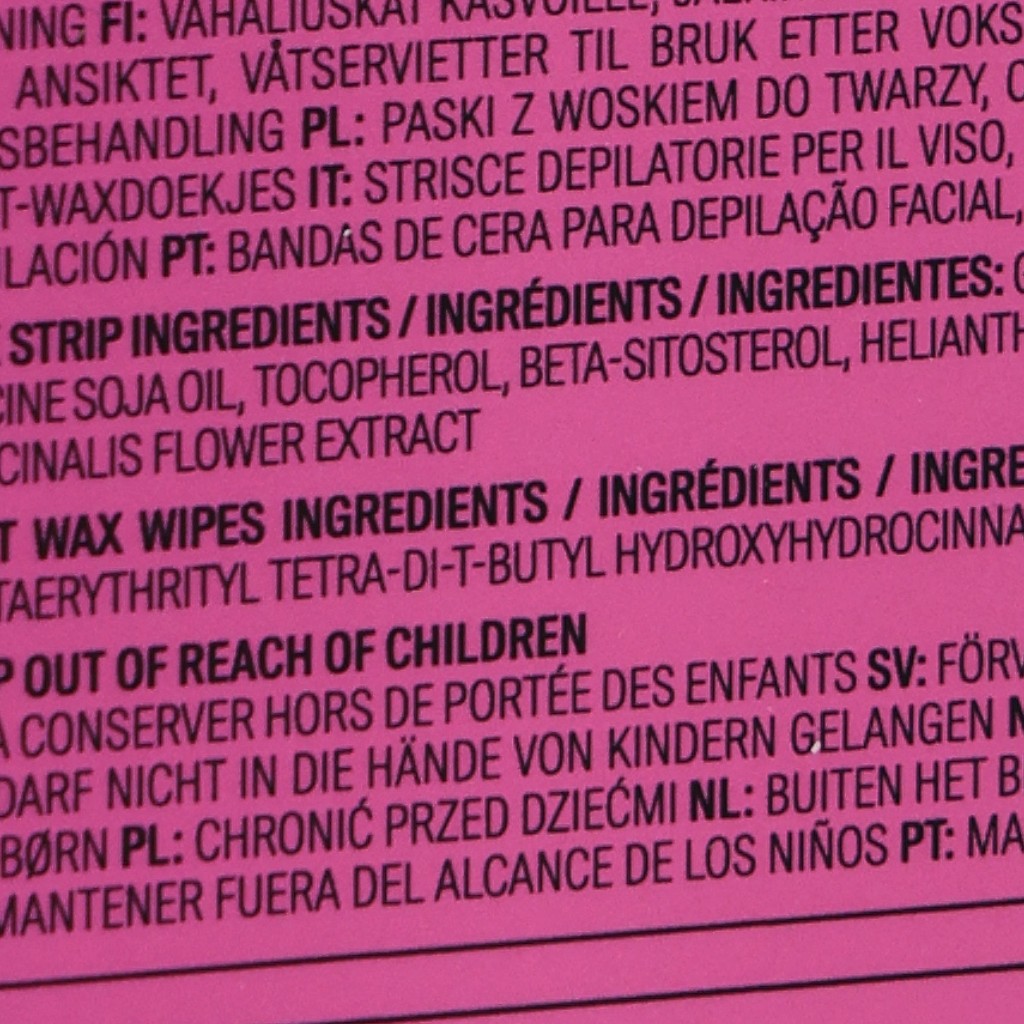 NING FI: VAHALIUSKAT KASVOILLE,
ANSIKTET, VÅTSERVIETTER TIL BRUK ETTER VOKS
SBEHANDLING PL: PASKI Z WOSKIEM DO TWARZY,
T-WAXDOEKJES IT: STRISCE DEPILATORIE PER IL VISO,
ILACIÓN PT: BANDAS DE CERA PARA DEPILAÇÃO FACIAL,
STRIP INGREDIENTS / INGRÉDIENTS / INGREDIENTES:
CINE SOJA OIL, TOCOPHEROL, BETA-SITOSTEROL, HELIANTH
CINALIS FLOWER EXTRACT
T WAX WIPES INGREDIENTS / INGRÉDIENTS / INGRE
TAERYTHRITYL TETRA-DI-T-BUTYL HYDROXYHYDROCINNA
P OUT OF REACH OF CHILDREN
A CONSERVER HORS DE PORTÉE DES ENFANTS SV: FÖRV
DARF NICHT IN DIE HÄNDE VON KINDERN GELANGEN
BØRN PL: CHRONIĆ PRZED DZIEĆMI NL: BUITEN HET B
MANTENER FUERA DEL ALCANCE DE LOS NIÑOS PT: MA